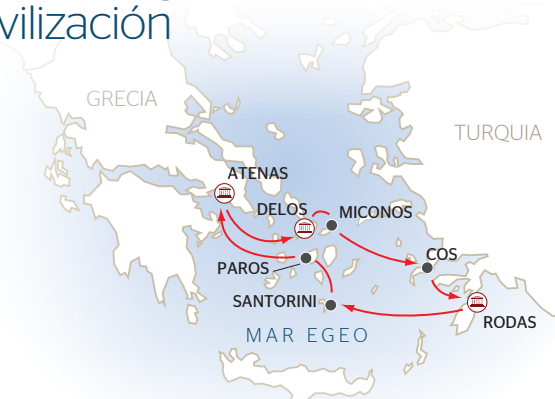 vilización
GRECIA
TURQUIA
ATENAS
DELOS
MICONOS
PAROS
COS
SANTORINI
RODAS
MAR EGEO